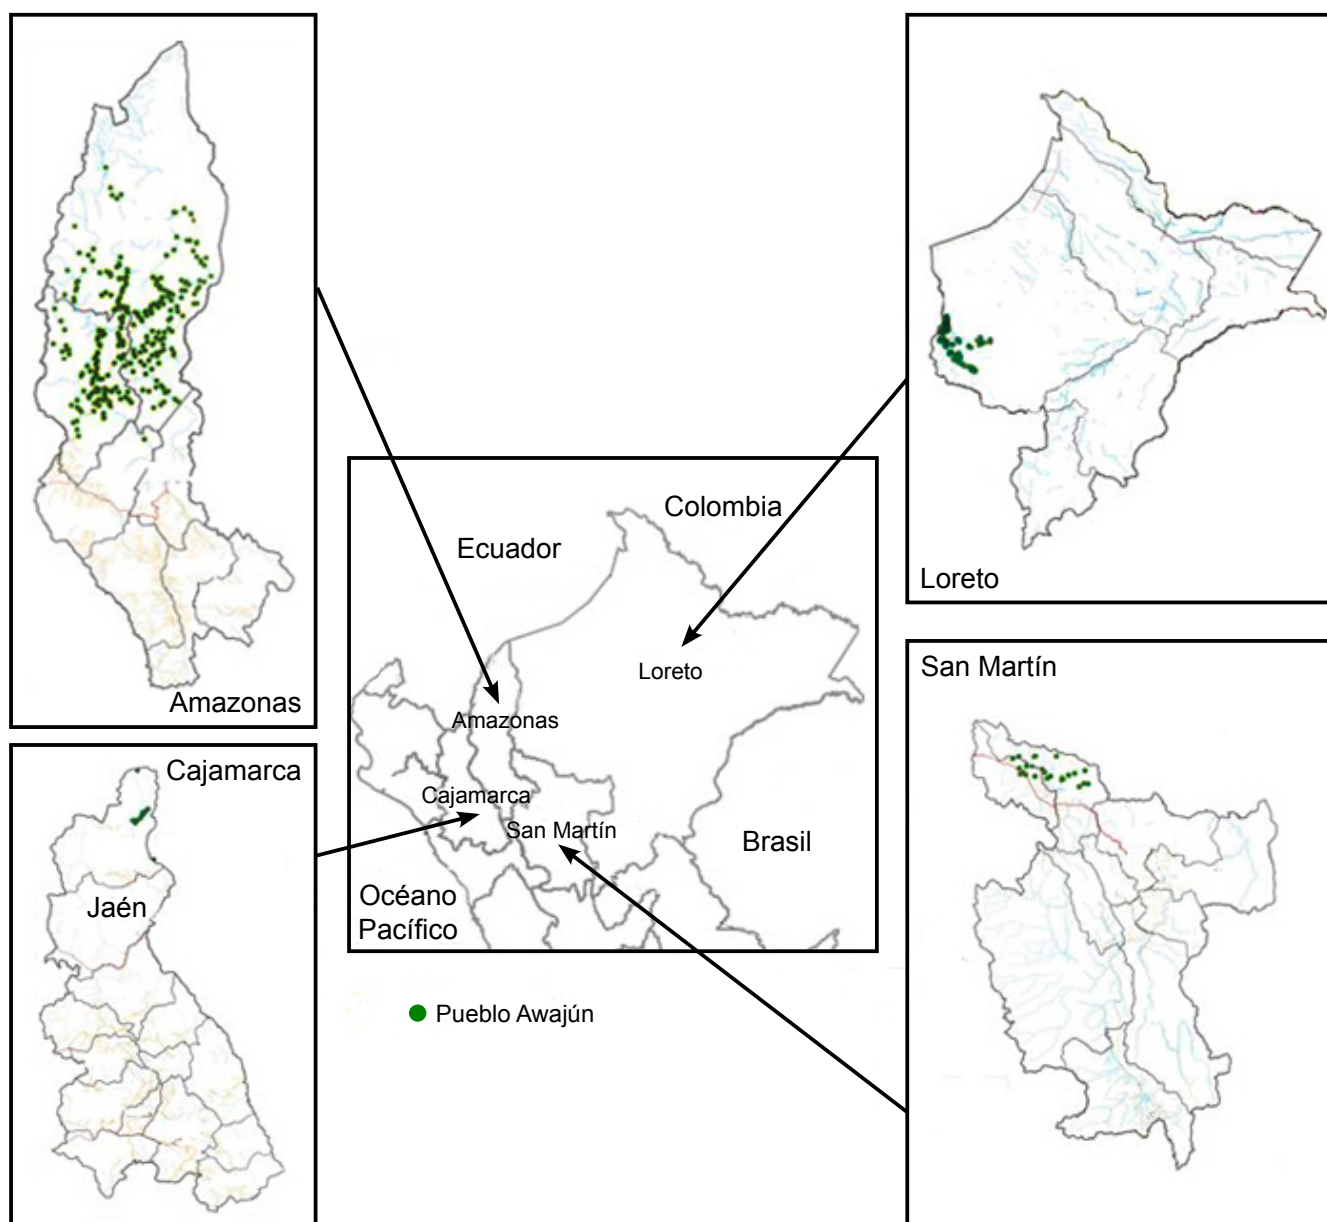 Amazonas
Cajamarca
Jaén
Colombia
Ecuador
Loreto
Amazonas
Cajamarca
San Martín
Brasil
Océano
Pacífico
Pueblo Awajún
Loreto
San Martín